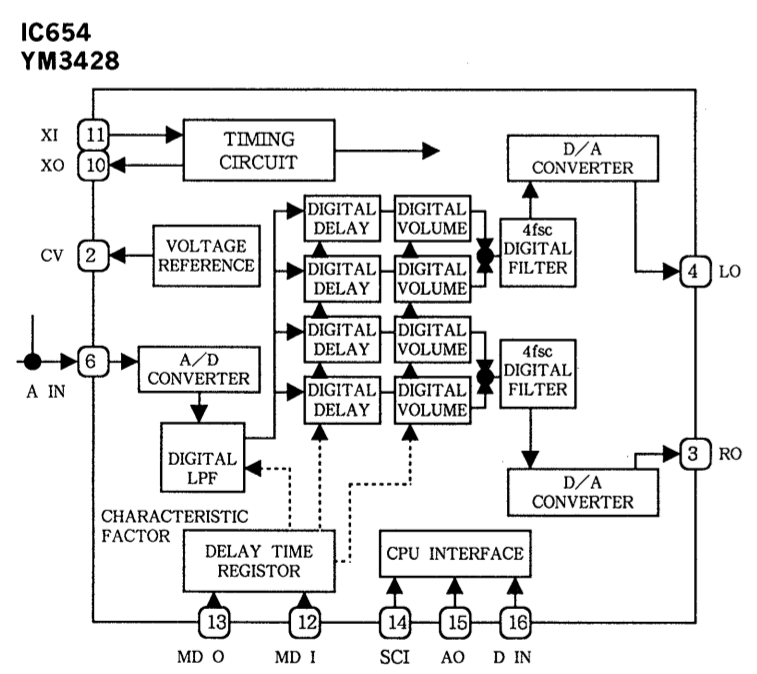 IC654
YM3428
XI
11
XO
10
TIMING
CIRCUIT
D/A
CONVERTER
CV
2
VOLTAGE
REFERENCE
DIGITAL
DELAY
DIGITAL
VOLUME
DIGITAL
DELAY
DIGITAL
VOLUME
4fsc
DIGITAL
FILTER
4
LO
DIGITAL
DELAY
DIGITAL
VOLUME
DIGITAL
DELAY
DIGITAL
VOLUME
4fsc
DIGITAL
FILTER
6
A IN
A/D
CONVERTER
DIGITAL
LPF
3
RO
D/A
CONVERTER
CHARACTERISTIC
FACTOR
DELAY TIME
REGISTOR
CPU INTERFACE
13
12
14
15
16
MD O
MD I
SCI
AO
D IN